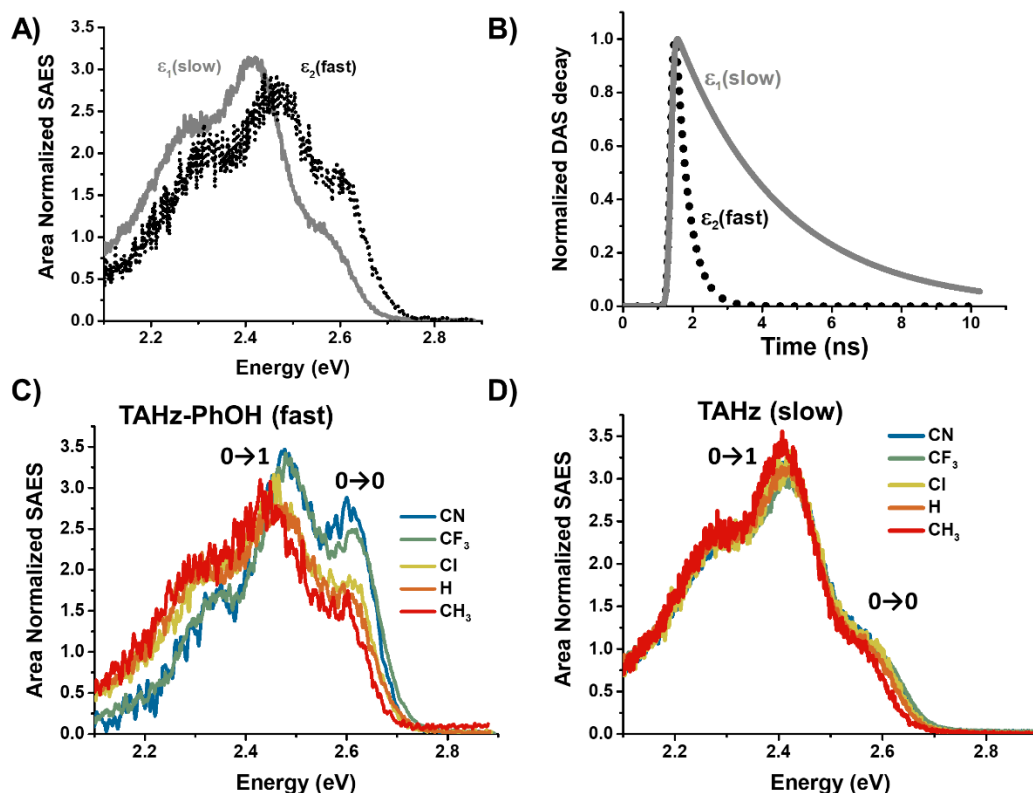 A)
3.5
3.0
2.5
2.0
1.5
1.0
0.5
0.0
Area Normalized SAES
ε1(slow)
ε2(fast)
2.2 2.4 2.6 2.8
Energy (eV)
B)
1.0
0.8
0.6
0.4
0.2
0.0
Normalized DAS decay
ε1(slow)
ε2(fast)
0 2 4 6 8 10
Time (ns)
C)
TAHz-PhOH (fast)
3.5
3.0
2.5
2.0
1.5
1.0
0.5
0.0
Area Normalized SAES
0→1
0→0
CN
CF3
Cl
H
CH3
2.2 2.4 2.6 2.8
Energy (eV)
D)
TAHz (slow)
3.5
3.0
2.5
2.0
1.5
1.0
0.5
0.0
Area Normalized SAES
0→1
0→0
CN
CF3
Cl
H
CH3
2.2 2.4 2.6 2.8
Energy (eV)